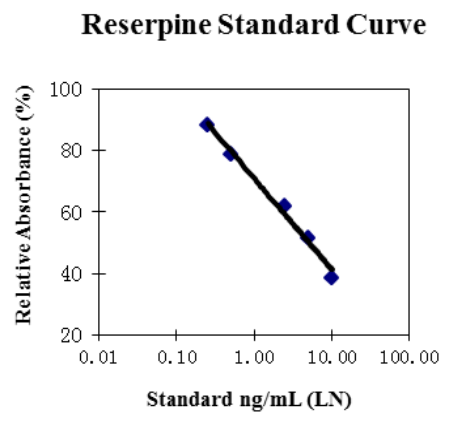 Reserpine Standard Curve
Relative Absorbance (%)
100
80
60
40
20
0.01 0.10 1.00 10.00 100.00
Standard ng/mL (LN)